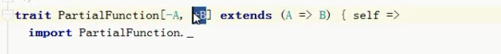 trait PartialFunction[-A, +B] extends (A => B) { self =>
import PartialFunction._